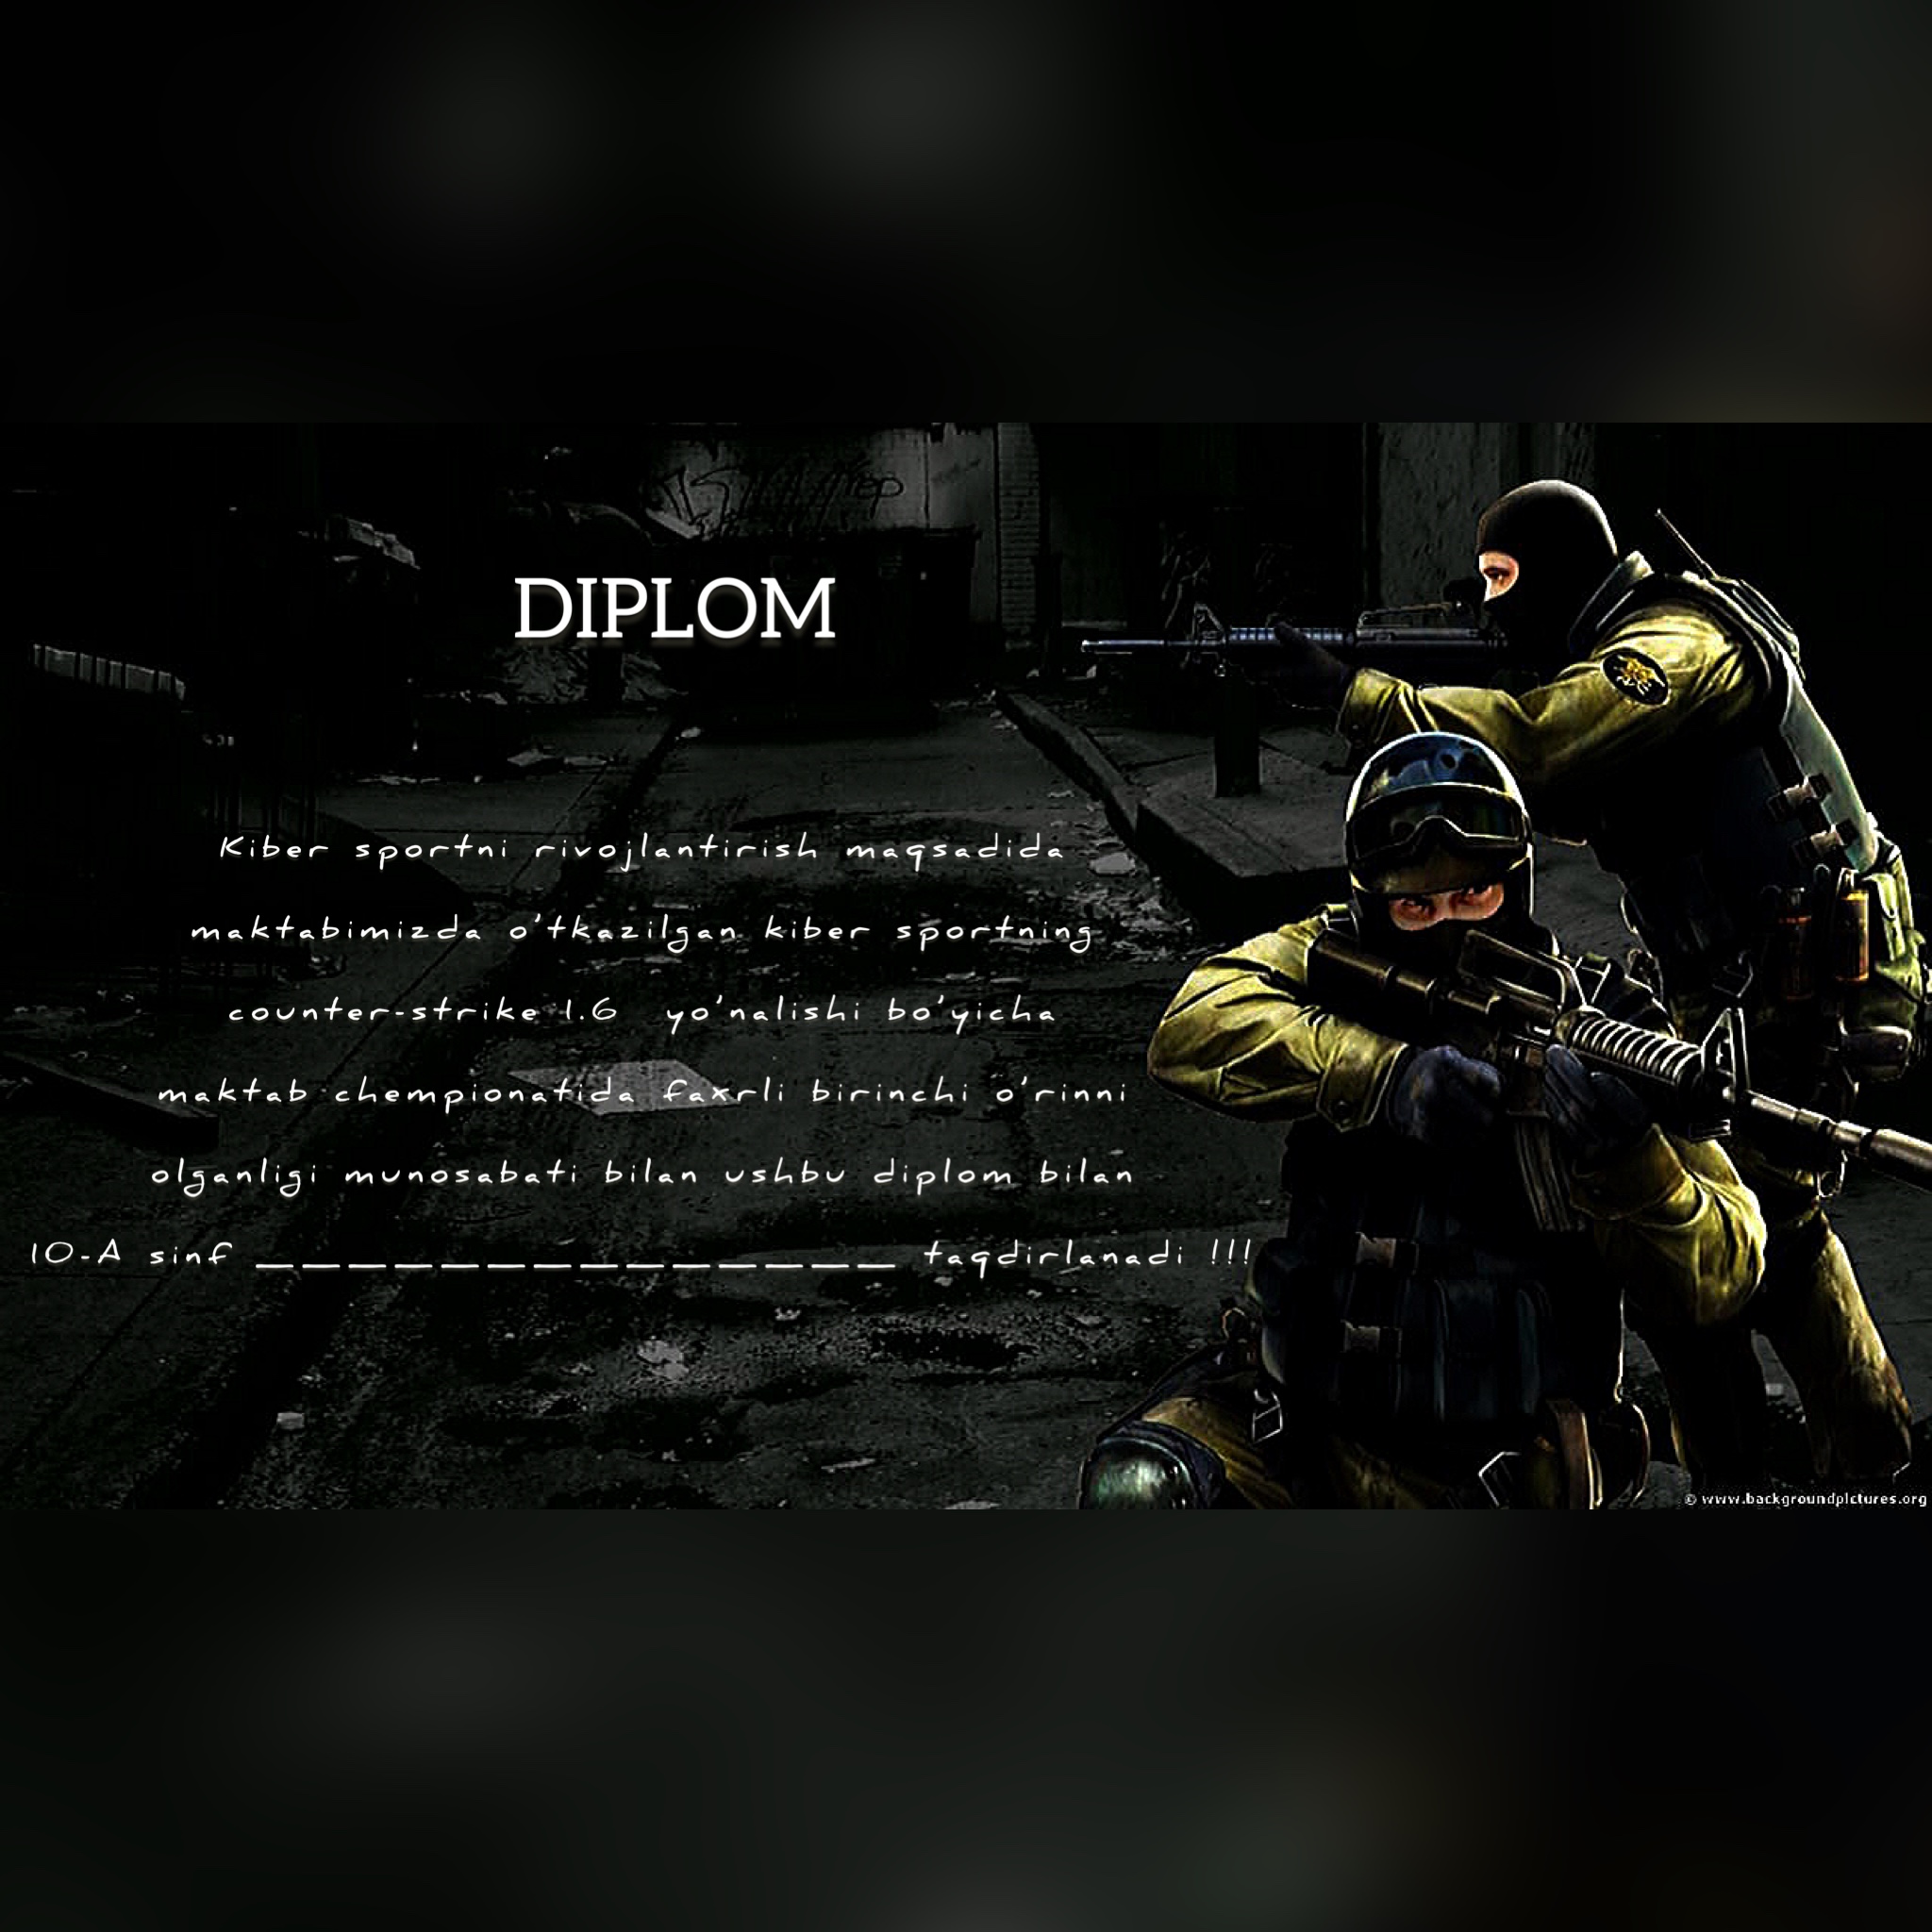 DIPLOM
Kiber sportni rivojlantirish maqsadida
maktabimizda o'tkazilgan kiber sportning
counter-strike 1.6 yo'nalishi bo'yicha
maktab chempionatida faxrli birinchi o'rinni
olganligi munosabati bilan ushbu diplom bilan
10-A sinf _ _ _ _ _ _ _ _ _ _ _ _ _ _ taqdirlanadi !!!
© www.backgroundpictures.org